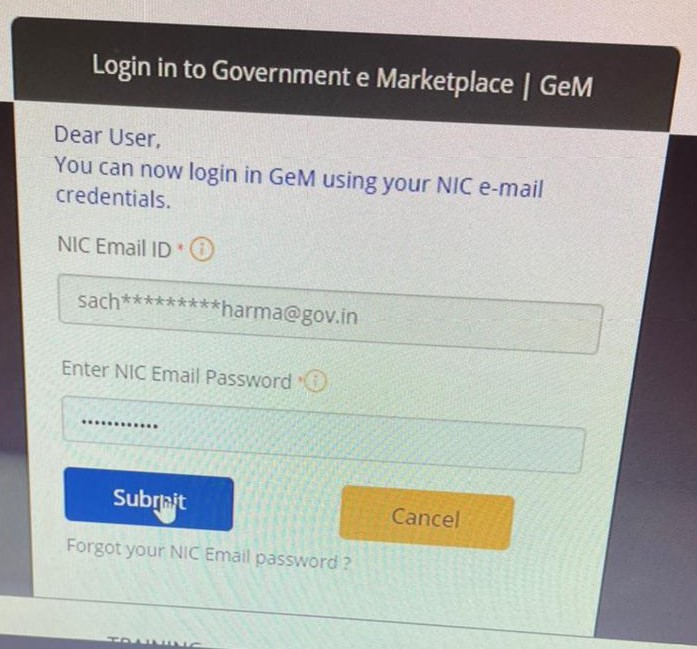 Login in to Government e Marketplace | GeM
Dear User,
You can now login in GeM using your NIC e-mail
credentials.
NIC Email ID *
sach*********harma@gov.in
Enter NIC Email Password *
••••••••••••
Submit
Cancel
Forgot your NIC Email password ?
TRAINING